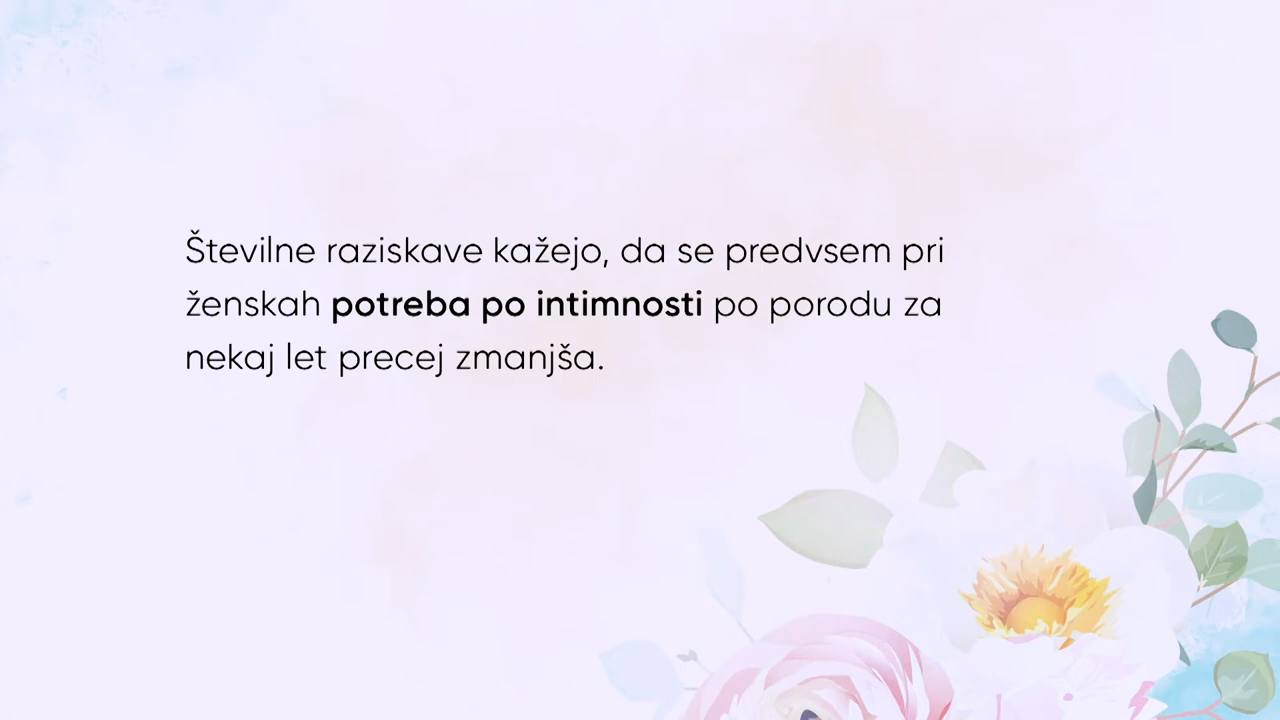 Številne raziskave kažejo, da se predvsem pri
ženskah potreba po intimnosti po porodu za
nekaj let precej zmanjša.